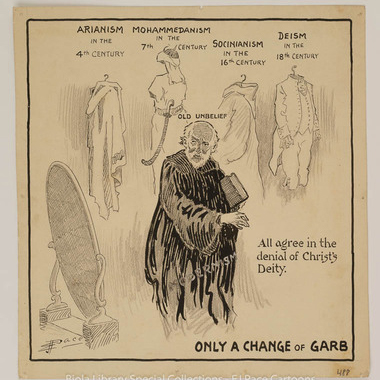 ARIANISM
IN THE
4TH CENTURY
MOHAMMEDANISM
IN THE
7th CENTURY
SOCINIANISM
IN THE
16th CENTURY
DEISM
IN THE
18th CENTURY
OLD UNBELIEF
MODERNISM
All agree in the
denial of Christ's
Deity.
Pace
ONLY A CHANGE OF GARB
Biola Library Special Collections - EJ Pace Cartoons